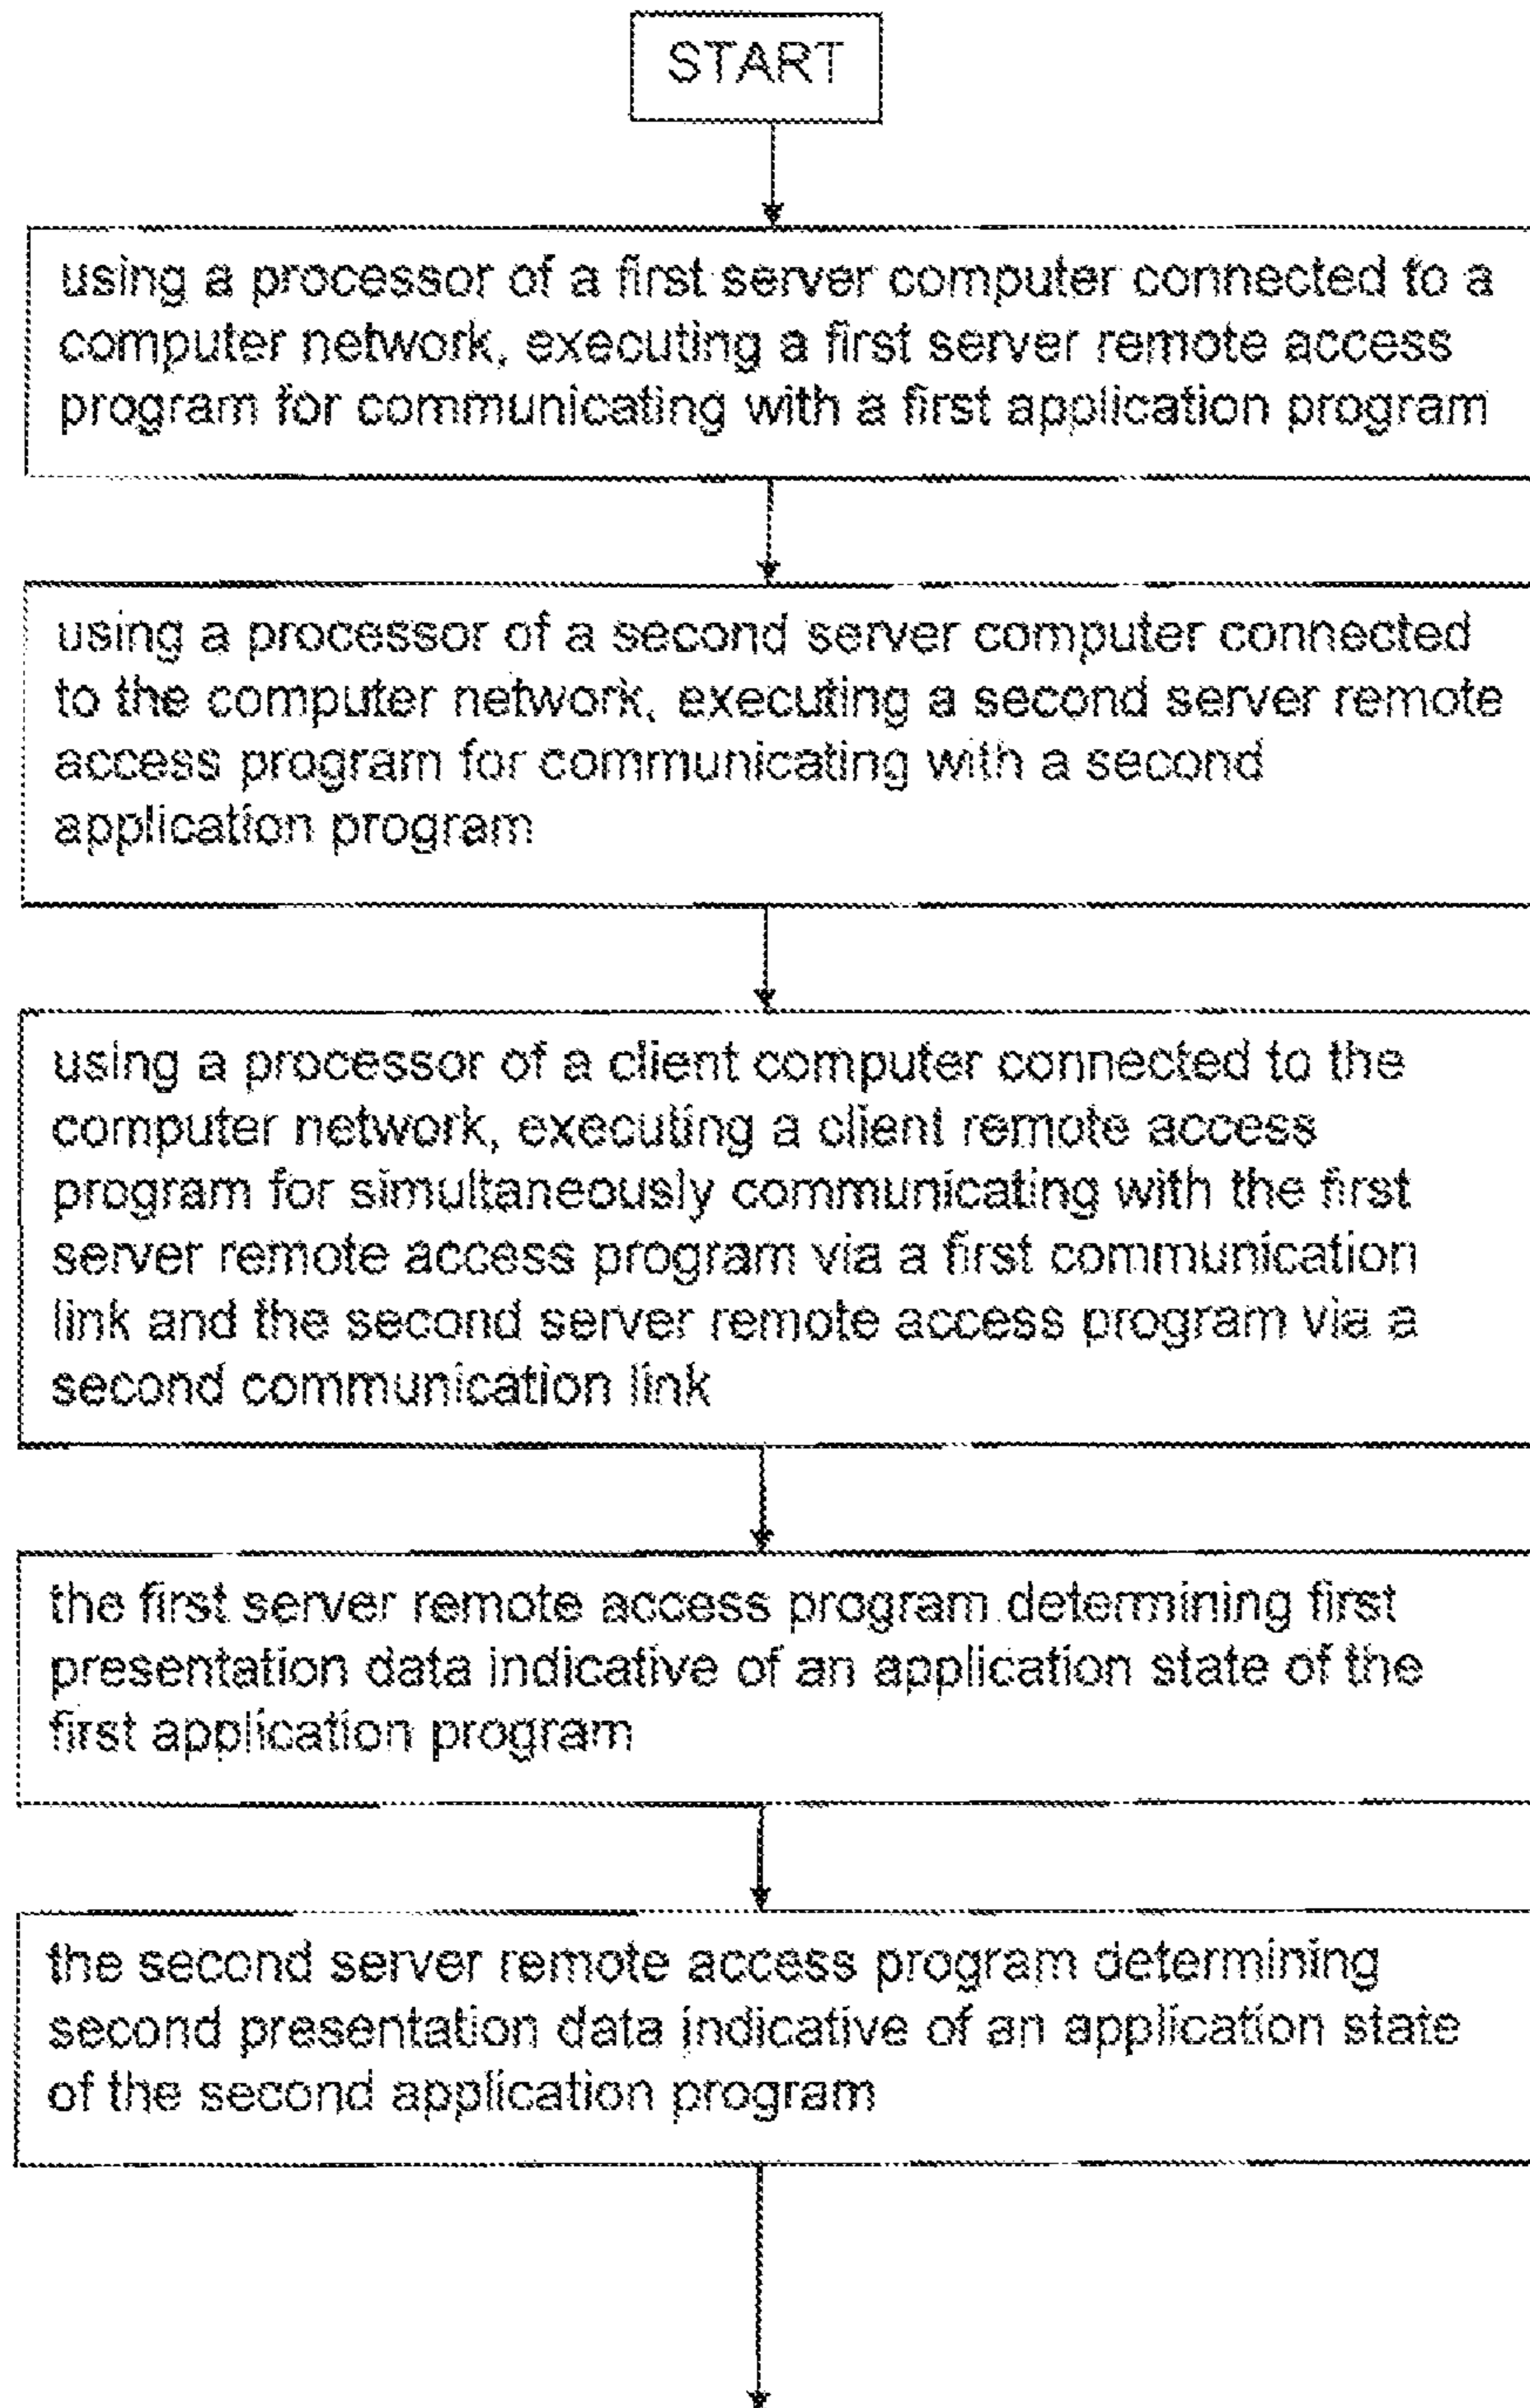 START
using a processor of a first server computer connected to a
computer network, executing a first server remote access
program for communicating with a first application program
using a processor of a second server computer connected
to the computer network, executing a second server remote
access program for communicating with a second
application program
using a processor of a client computer connected to the
computer network, executing a client remote access
program for simultaneously communicating with the first
server remote access program via a first communication
link and the second server remote access program via a
second communication link
the first server remote access program determining first
presentation data indicative of an application state of the
first application program
the second server remote access program determining
second presentation data indicative of an application state
of the second application program